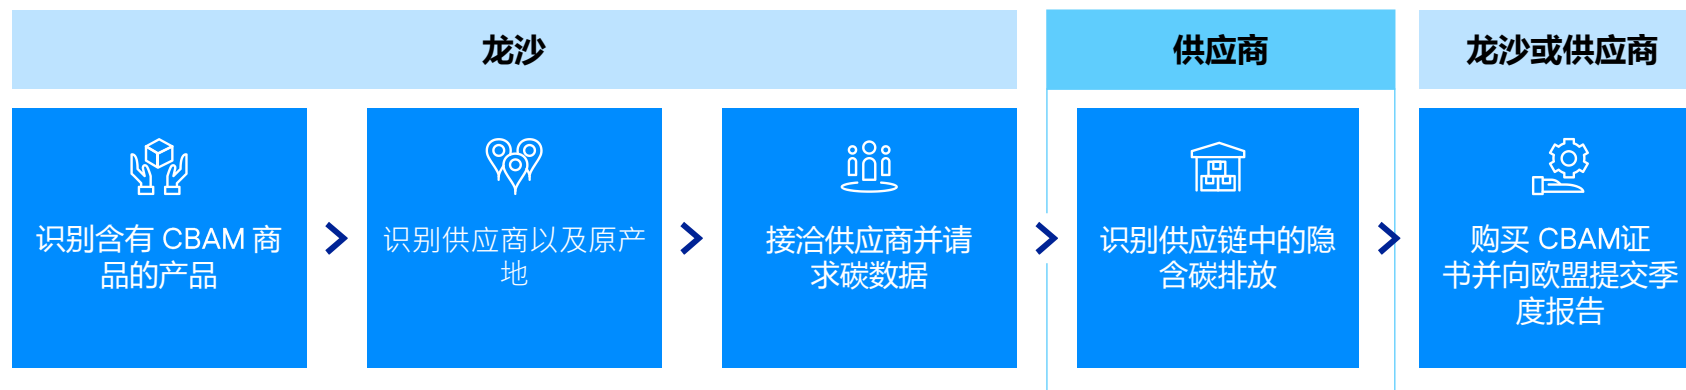 龙沙
供应商
龙沙或供应商
识别含有 CBAM 商
品的产品
识别供应商以及原产
地
接洽供应商并请
求碳数据
识别供应链中的隐
含碳排放
购买 CBAM证
书并向欧盟提交季
度报告